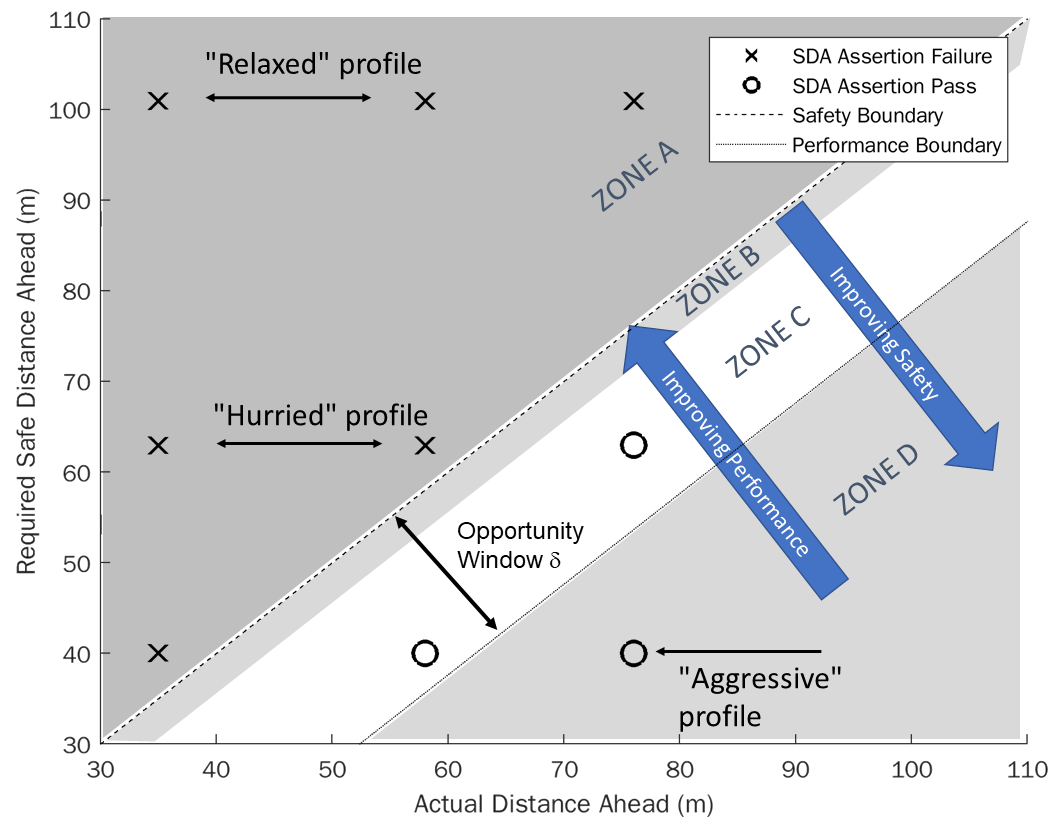 110
100
90
80
70
60
50
40
30
30
40
50
60
70
80
90
100
110
Required Safe Distance Ahead (m)
Actual Distance Ahead (m)
"Relaxed" profile
SDA Assertion Failure
SDA Assertion Pass
Safety Boundary
Performance Boundary
ZONE A
ZONE B
ZONE C
ZONE D
Improving Safety
Improving Performance
"Hurried" profile
Opportunity
Window δ
"Aggressive"
profile